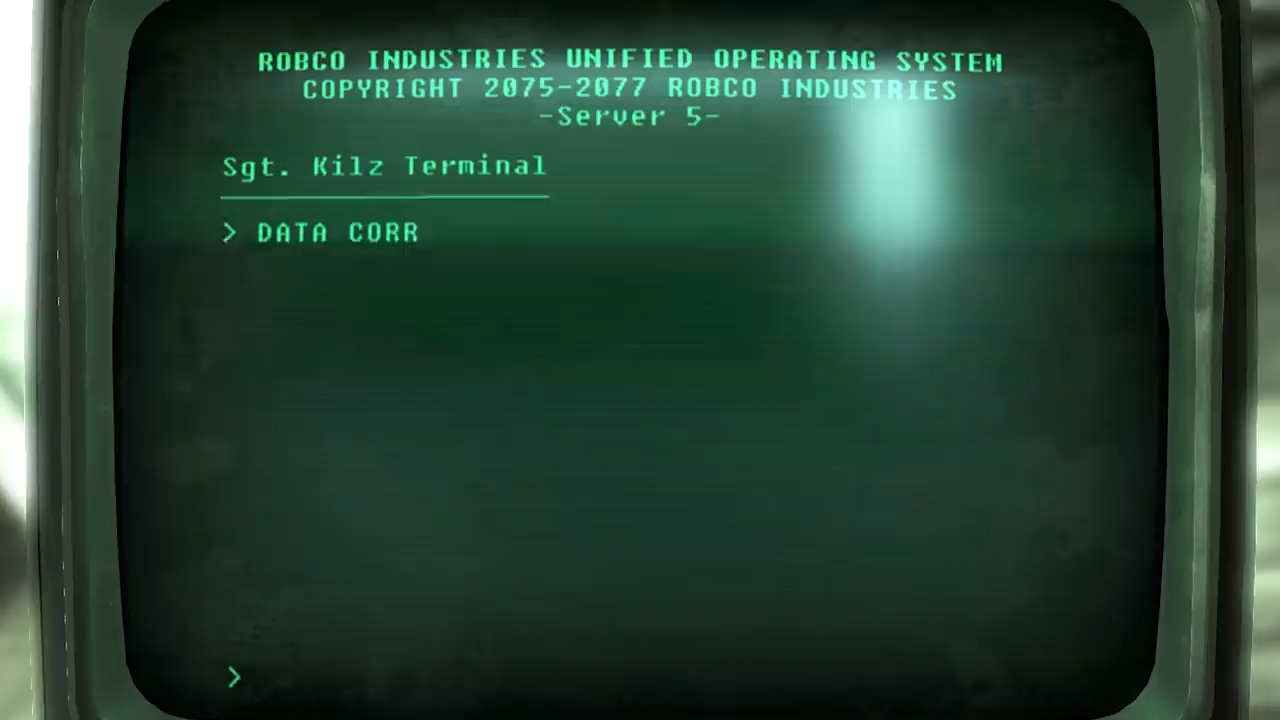 ROBCO INDUSTRIES UNIFIED OPERATING SYSTEM
COPYRIGHT 2075-2077 ROBCO INDUSTRIES
-Server 5-
Sgt. Kilz Terminal
> DATA CORR
>